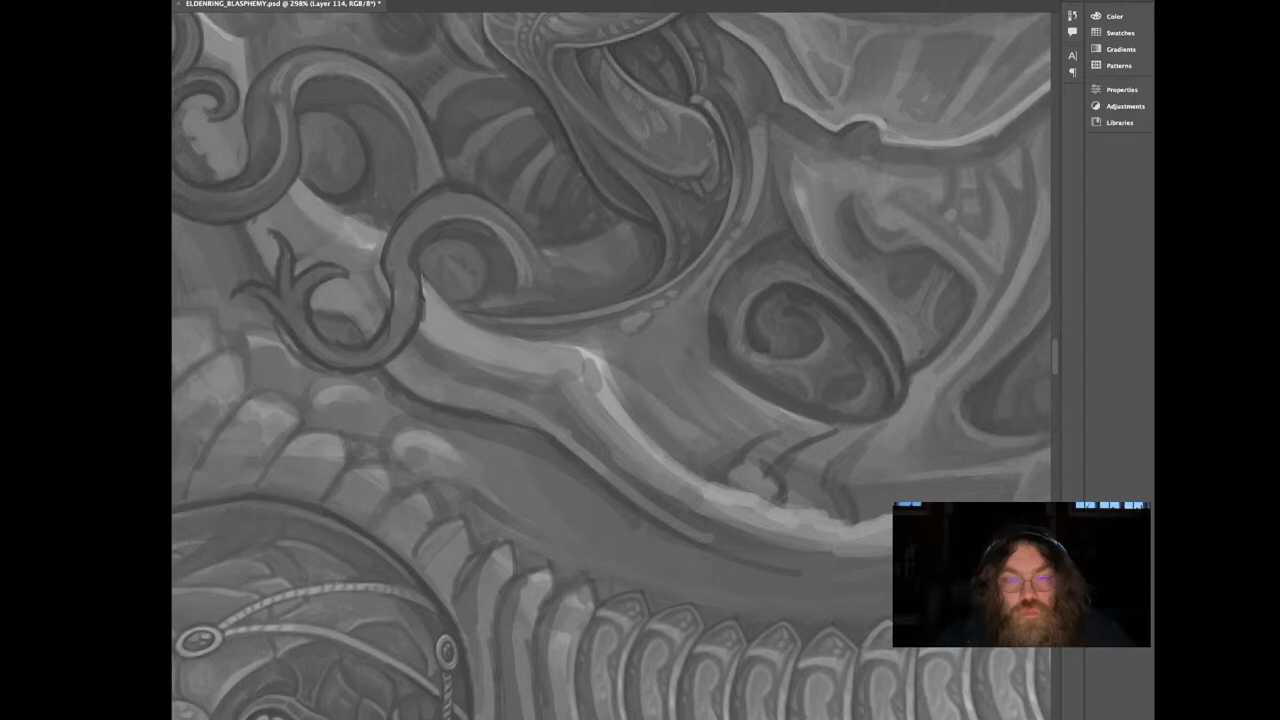 ELDENRING_BLASPHEMY.psd @ 298% (Layer 114, RGB/8*) *
Color
Swatches
Gradients
Patterns
Properties
Adjustments
Libraries